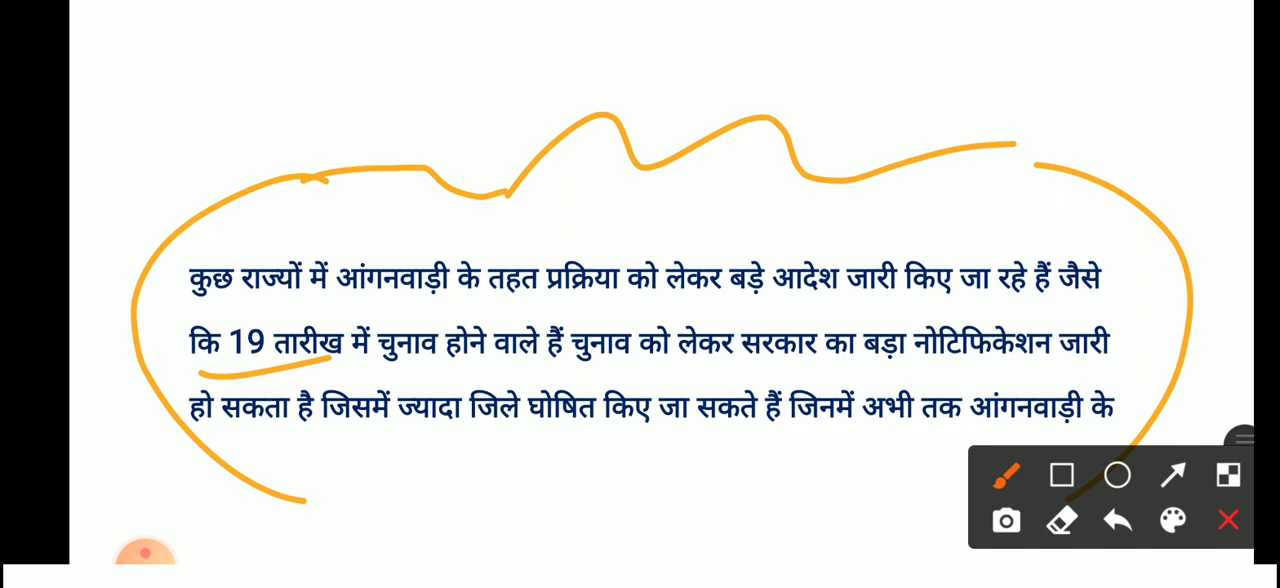 कुछ राज्यों में आंगनवाड़ी के तहत प्रक्रिया को लेकर बड़े आदेश जारी किए जा रहे हैं जैसे
कि 19 तारीख में चुनाव होने वाले हैं चुनाव को लेकर सरकार का बड़ा नोटिफिकेशन जारी
हो सकता है जिसमें ज्यादा जिले घोषित किए जा सकते हैं जिनमें अभी तक आंगनवाड़ी के